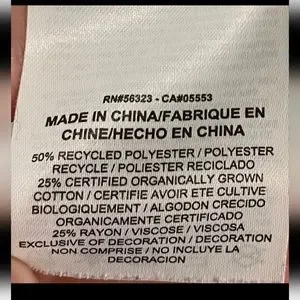 RN#56323 - CA#05553
MADE IN CHINA/FABRIQUE EN
CHINE/HECHO EN CHINA
50% RECYCLED POLYESTER / POLYESTER
RECYCLE / POLIESTER RECICLADO
25% CERTIFIED ORGANICALLY GROWN
COTTON / CERTIFIE AVOIR ETE CULTIVE
BIOLOGIQUEMENT / ALGODON CRECIDO
ORGANICAMENTE CERTIFICADO
25% RAYON / VISCOSE / VISCOSA
EXCLUSIVE OF DECORATION / DECORATION
NON COMPRISE / NO INCLUYE LA
DECORACION